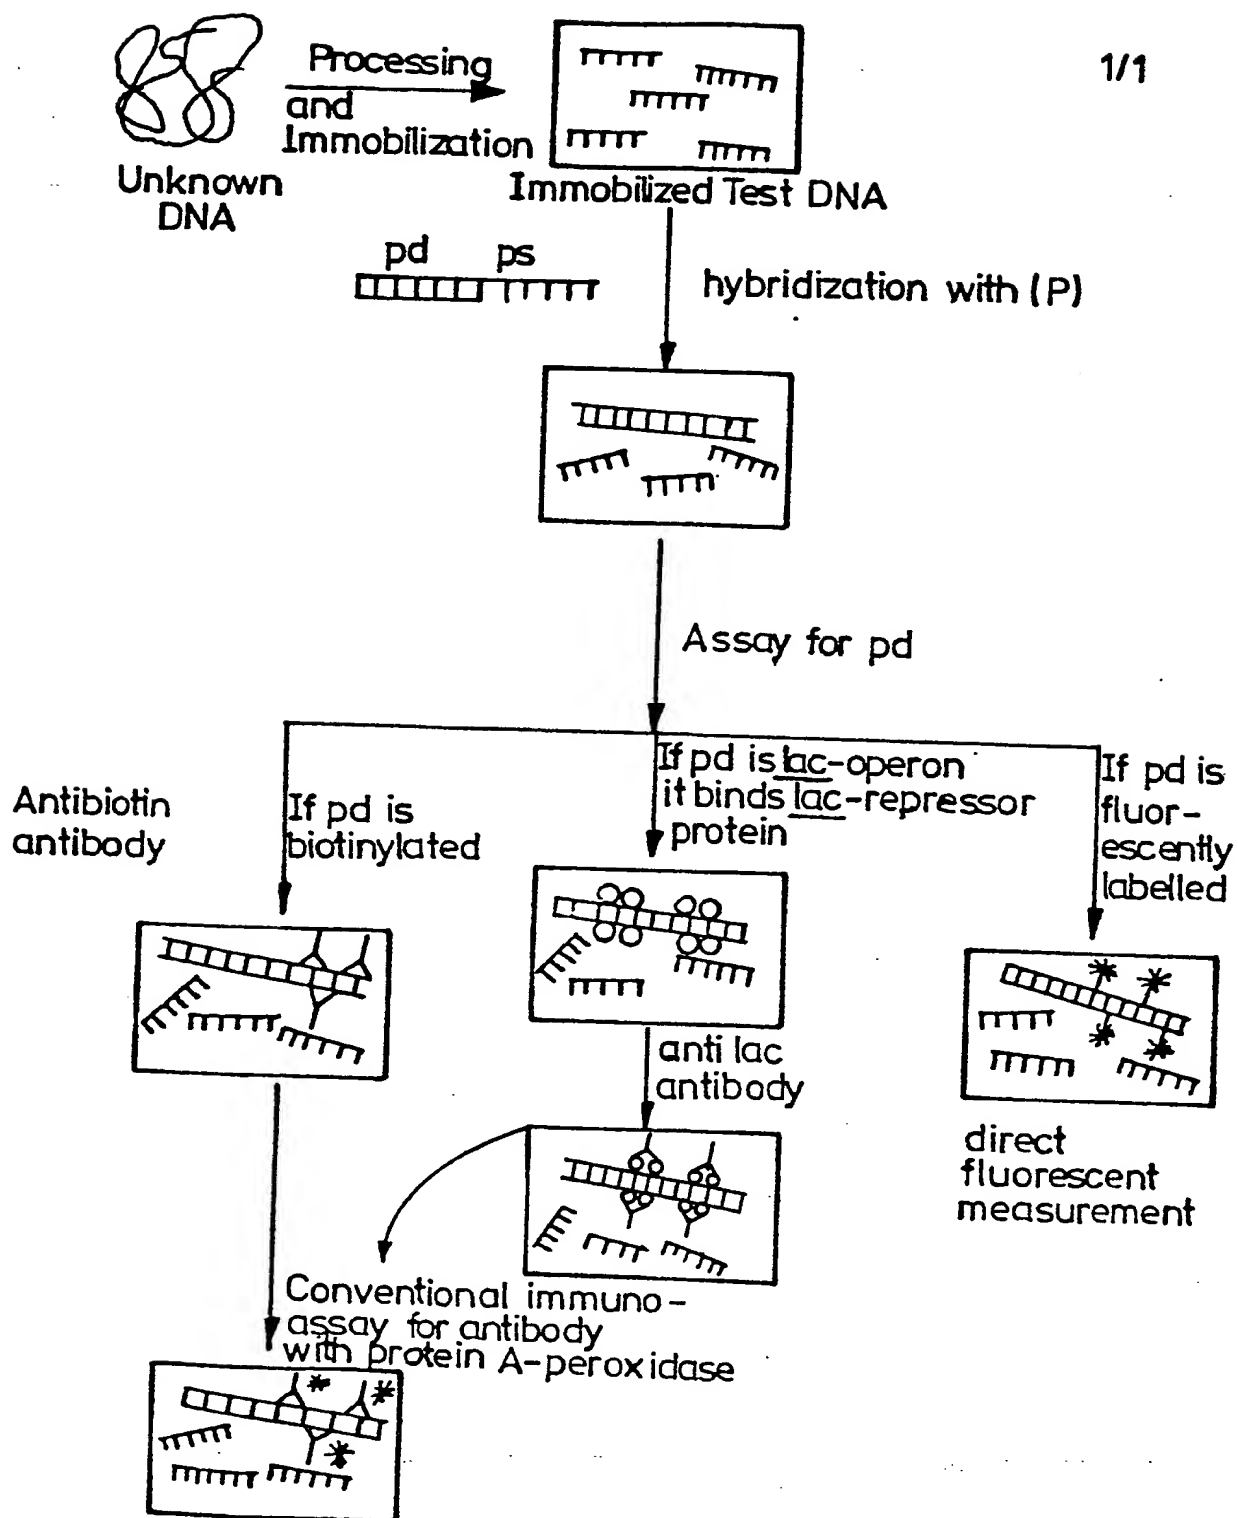 1/1
Processing
and
Immobilization
Unknown
DNA
Immobilized Test DNA
pd ps
hybridization with (P)
Assay for pd
Antibiotin
antibody
If pd is
biotinylated
If pd is lac-operon
it binds lac-repressor
protein
If pd is
fluor-
escently
labelled
anti lac
antibody
direct
fluorescent
measurement
Conventional immuno-
assay for antibody
with protein A-peroxidase